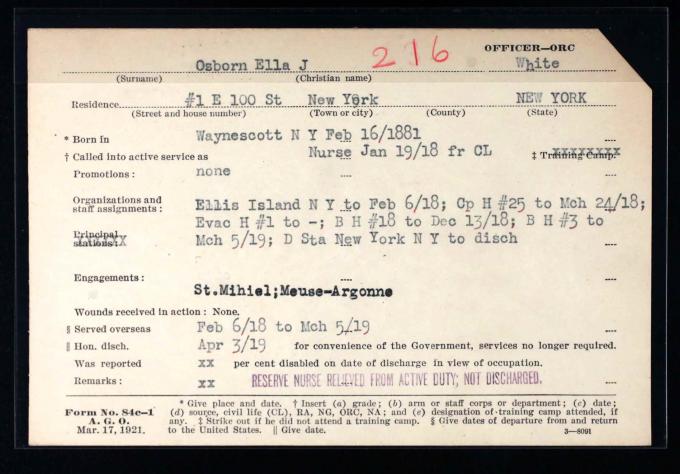 216
OFFICER—ORC
Osborn Ella J White
(Surname) (Christian name)
Residence #1 E 100 St New York NEW YORK
(Street and house number) (Town or city) (County) (State)
* Born in Waynescott N Y Feb 16/1881
† Called into active service as Nurse Jan 19/18 fr CL ‡ Training Camp.
Promotions : none
Organizations and
staff assignments : Ellis Island N Y to Feb 6/18; Cp H #25 to Mch 24/18;
Evac H #1 to -; B H #18 to Dec 13/18; B H #3 to
Principal
stations : Mch 5/19; D Sta New York N Y to disch
Engagements :
St.Mihiel;Meuse-Argonne
Wounds received in action : None.
§ Served overseas Feb 6/18 to Mch 5/19
‖ Hon. disch. Apr 3/19 for convenience of the Government, services no longer required.
Was reported xx per cent disabled on date of discharge in view of occupation.
Remarks : xx RESERVE NURSE RELIEVED FROM ACTIVE DUTY; NOT DISCHARGED.
Form No. 84c-1
A. G. O.
Mar. 17, 1921.
* Give place and date. † Insert (a) grade; (b) arm or staff corps or department; (c) date;
(d) source, civil life (CL), RA, NG, ORC, NA; and (e) designation of training camp attended, if
any. ‡ Strike out if he did not attend a training camp. § Give dates of departure from and return
to the United States. ‖ Give date. 3—8091